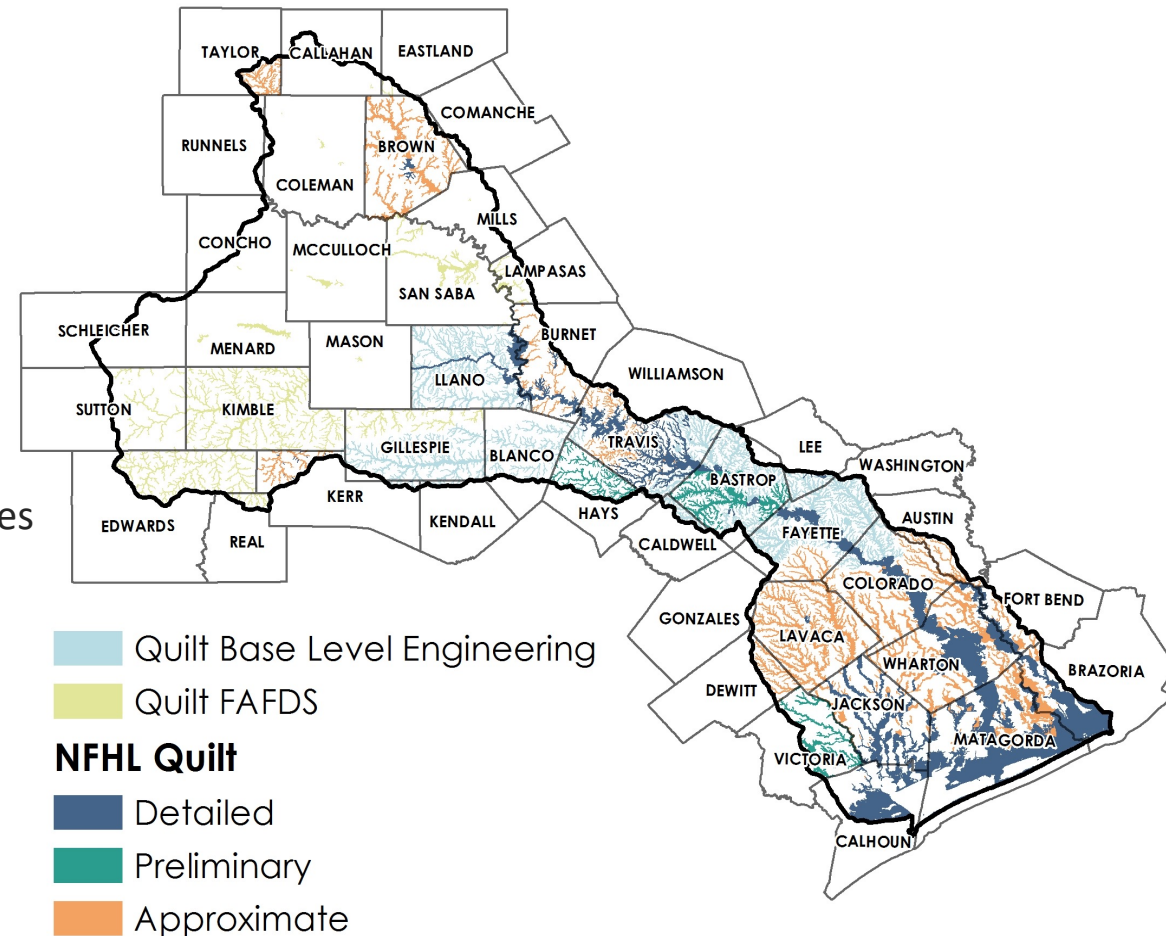 TAYLOR
CALLAHAN
EASTLAND
COMANCHE
RUNNELS
BROWN
COLEMAN
MILLS
CONCHO
MCCULLOCH
LAMPASAS
SAN SABA
SCHLEICHER
BURNET
MENARD
MASON
WILLIAMSON
LLANO
SUTTON
KIMBLE
TRAVIS
LEE
GILLESPIE
BLANCO
WASHINGTON
BASTROP
KERR
HAYS
AUSTIN
es
EDWARDS
KENDALL
FAYETTE
REAL
CALDWELL
COLORADO
FORT BEND
GONZALES
LAVACA
Quilt Base Level Engineering
WHARTON
BRAZORIA
DEWITT
Quilt FAFDS
JACKSON
MATAGORDA
NFHL Quilt
VICTORIA
Detailed
CALHOUN
Preliminary
Approximate